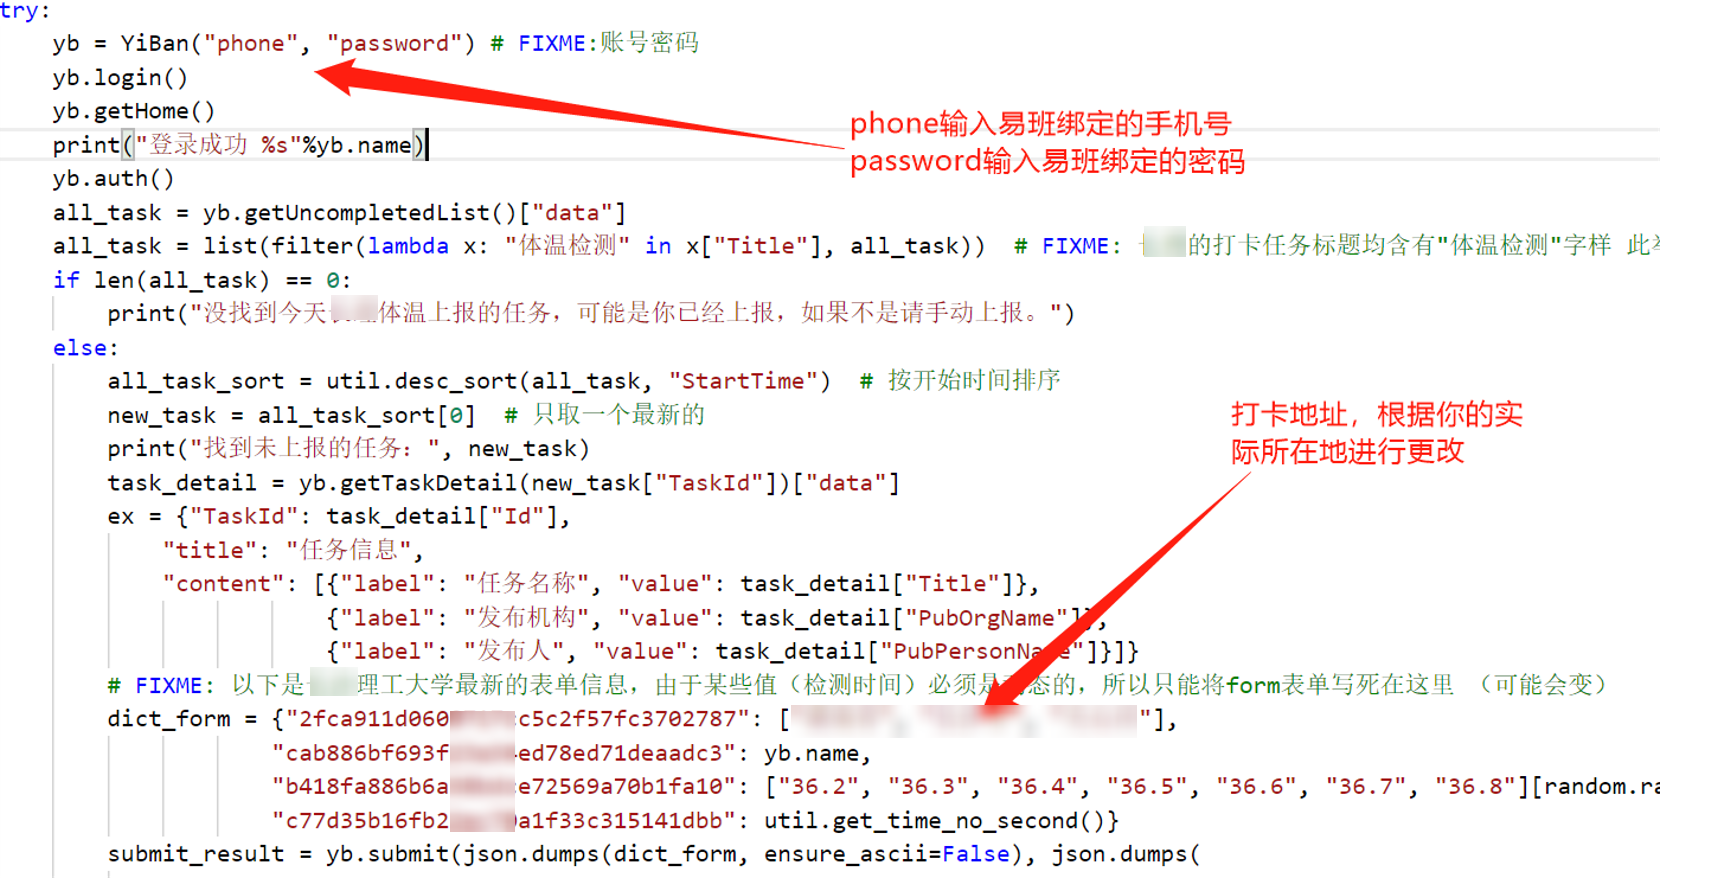 try:
yb = YiBan("phone", "password") # FIXME:账号密码
yb.login()
yb.getHome()
phone输入易班绑定的手机号
print("登录成功 %s"%yb.name)
password输入易班绑定的密码
yb.auth()
all_task = yb.getUncompletedList()["data"]
all_task = list(filter(lambda x: "体温检测" in x["Title"], all_task)) # FIXME: 的打卡任务标题均含有"体温检测"字样 此
if len(all_task) == 0:
print("没找到今天体温上报的任务，可能是你已经上报，如果不是请手动上报。")
else:
all_task_sort = util.desc_sort(all_task, "StartTime") # 按开始时间排序
new_task = all_task_sort[0] # 只取一个最新的
打卡地址，根据你的实
际所在地进行更改
print("找到未上报的任务：", new_task)
task_detail = yb.getTaskDetail(new_task["TaskId"])["data"]
ex = {"TaskId": task_detail["Id"],
"title": "任务信息",
"content": [{"label": "任务名称", "value": task_detail["Title"]},
{"label": "发布机构", "value": task_detail["PubOrgName"]},
{"label": "发布人", "value": task_detail["PubPersonName"]}]}
# FIXME: 以下是理工大学最新的表单信息，由于某些值（检测时间）必须是动态的，所以只能将form表单写死在这里 （可能会变）
dict_form = {"2fca911d060 c5c2f57fc3702787": [ ],
"cab886bf693f ed78ed71deaadc3": yb.name,
"b418fa886b6a e72569a70b1fa10": ["36.2", "36.3", "36.4", "36.5", "36.6", "36.7", "36.8"][random.ra
"c77d35b16fb2 a1f33c315141dbb": util.get_time_no_second()}
submit_result = yb.submit(json.dumps(dict_form, ensure_ascii=False), json.dumps(